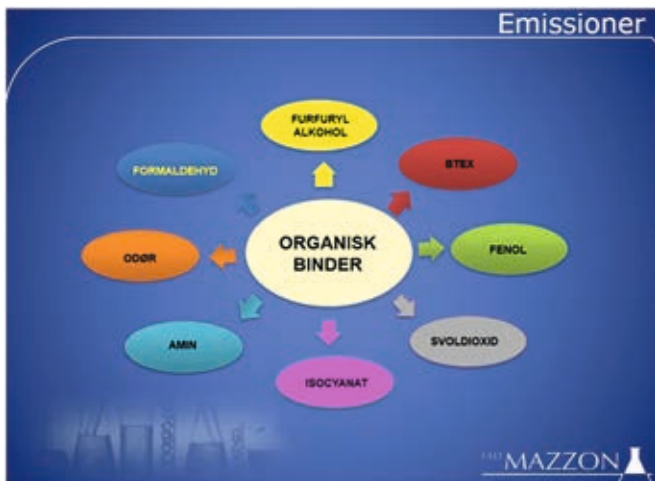 Emissioner
FURFURYL
ALKOHOL
BTEX
FORMALDEHYD
ORGANISK
BINDER
FENOL
ODØR
AMIN
SVOLDIOXID
ISOCYANAT
MAZZON